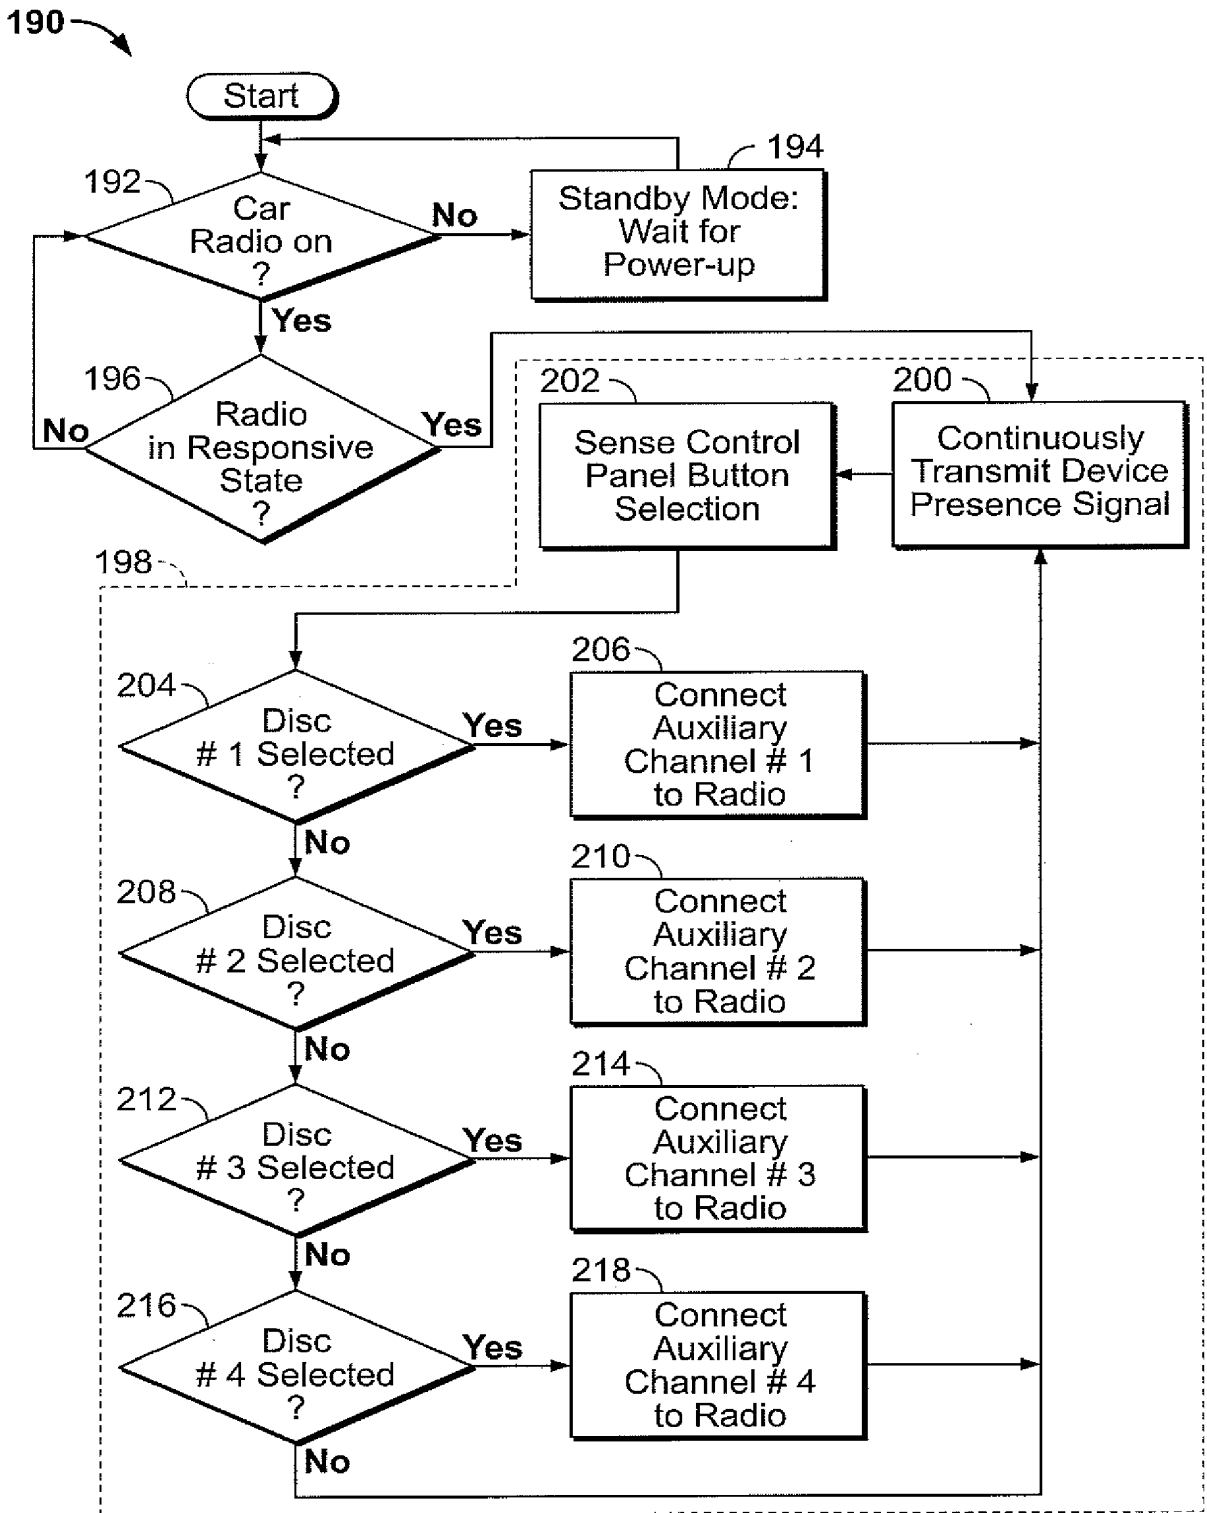 190
Start
192
Car
Radio on
?
No
194
Standby Mode:
Wait for
Power-up
Yes
196
Radio
in Responsive
State
?
No
Yes
202
Sense Control
Panel Button
Selection
200
Continuously
Transmit Device
Presence Signal
198
204
Disc
# 1 Selected
?
Yes
206
Connect
Auxiliary
Channel # 1
to Radio
No
208
Disc
# 2 Selected
?
Yes
210
Connect
Auxiliary
Channel # 2
to Radio
No
212
Disc
# 3 Selected
?
Yes
214
Connect
Auxiliary
Channel # 3
to Radio
No
216
Disc
# 4 Selected
?
Yes
218
Connect
Auxiliary
Channel # 4
to Radio
No